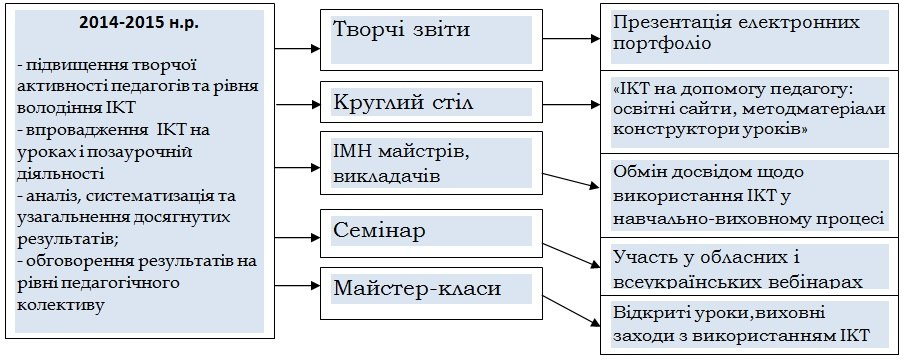 2014-2015 н.р.
- підвищення творчої
активності педагогів та рівня
володіння ІКТ
- впровадження ІКТ на
уроках і позаурочній
діяльності
- аналіз, систематизація та
узагальнення досягнутих
результатів;
- обговорення результатів на
рівні педагогічного
колективу
Творчі звіти
Круглий стіл
ІМН майстрів,
викладачів
Семінар
Майстер-класи
Презентація електронних
портфоліо
«ІКТ на допомогу педагогу:
освітні сайти, методматеріали
конструктори уроків»
Обмін досвідом щодо
використання ІКТ у
навчально-виховному процесі
Участь у обласних і
всеукраїнських вебінарах
Відкриті уроки,виховні
заходи з використанням ІКТ